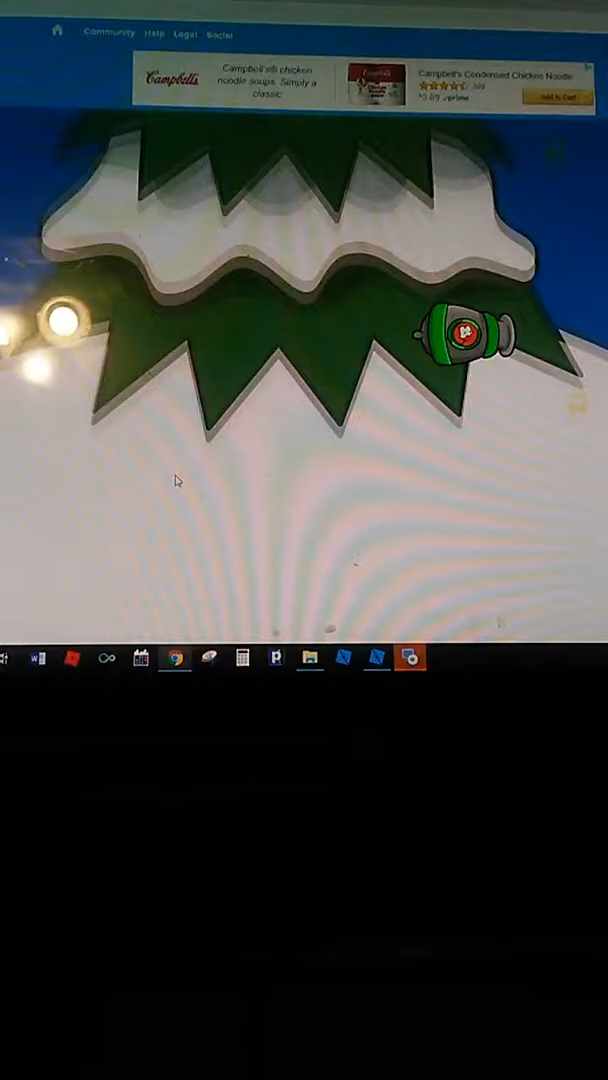 Community Help Legal Social
Campbell's
Campbell's® chicken
noodle soups. Simply a
classic
Campbell's Condensed Chicken Noodle
Add to Cart